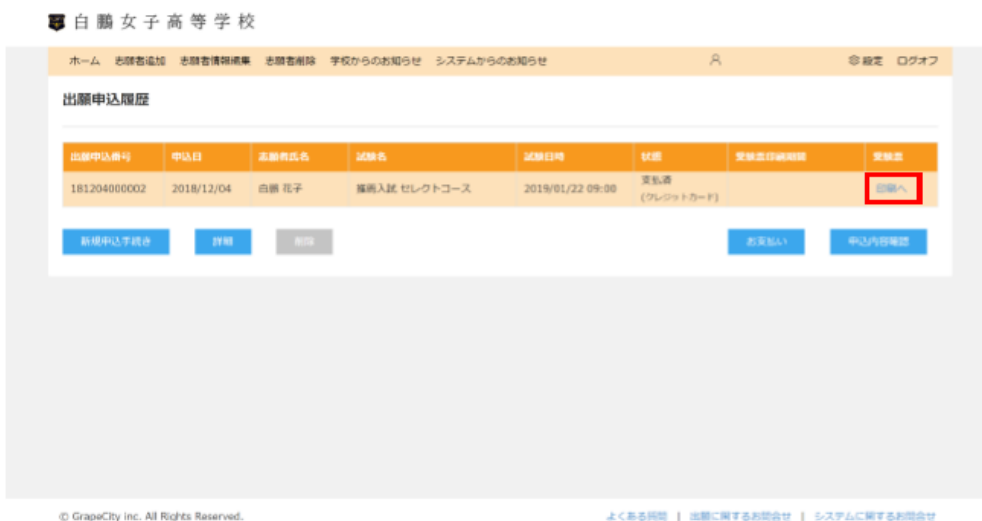 白鵬女子高等学校
ホーム 志願者追加 志願者情報編集 志願者削除 学校からのお知らせ システムからのお知らせ 設定 ログオフ
出願申込履歴
出願申込番号 申込日 志願者氏名 試験名 試験日時 状態 受験票印刷期間 受験票
181204000002 2018/12/04 白鵬 花子 推薦入試 セレクトコース 2019/01/22 09:00 支払済 印刷へ
(クレジットカード)
新規申込手続き 詳細 削除 お支払い 申込内容確認
© GrapeCity inc. All Rights Reserved. よくある質問 | 出願に関するお問合せ | システムに関するお問合せ